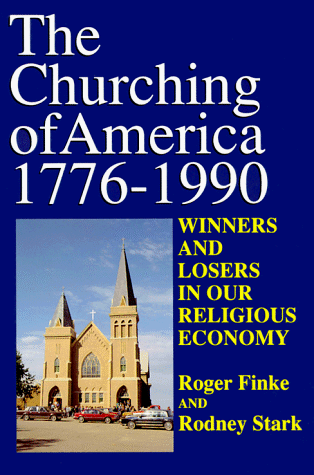 The
Churching
of America
1776-1990
WINNERS
AND
LOSERS
IN OUR
RELIGIOUS
ECONOMY
Roger Finke
AND
Rodney Stark